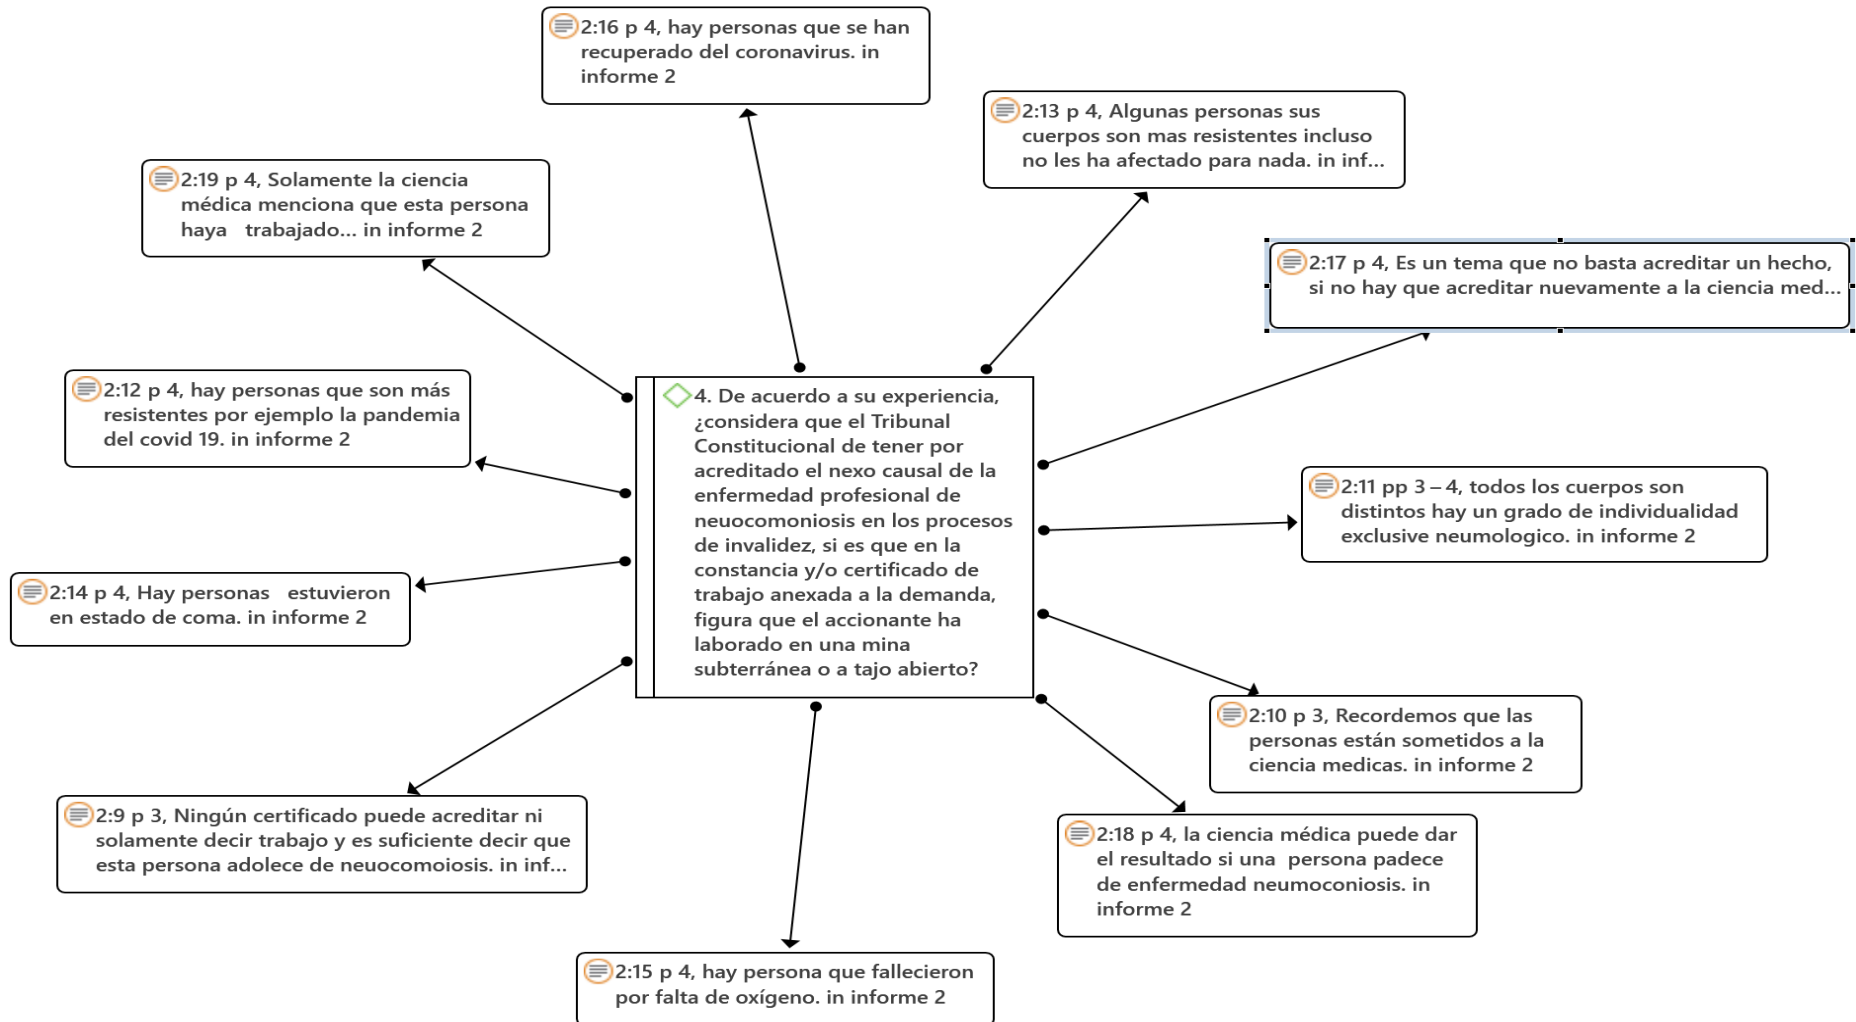 2:16 p 4, hay personas que se han
recuperado del coronavirus. in
informe 2
2:13 p 4, Algunas personas sus
cuerpos son mas resistentes incluso
no les ha afectado para nada. in inf...
2:19 p 4, Solamente la ciencia
médica menciona que esta persona
haya trabajado... in informe 2
2:17 p 4, Es un tema que no basta acreditar un hecho,
si no hay que acreditar nuevamente a la ciencia med...
2:12 p 4, hay personas que son más
resistentes por ejemplo la pandemia
del covid 19. in informe 2
4. De acuerdo a su experiencia,
¿considera que el Tribunal
Constitucional de tener por
acreditado el nexo causal de la
enfermedad profesional de
neuocomoniosis en los procesos
de invalidez, si es que en la
constancia y/o certificado de
trabajo anexada a la demanda,
figura que el accionante ha
laborado en una mina
subterránea o a tajo abierto?
2:11 pp 3 – 4, todos los cuerpos son
distintos hay un grado de individualidad
exclusive neumologico. in informe 2
2:14 p 4, Hay personas estuvieron
en estado de coma. in informe 2
2:10 p 3, Recordemos que las
personas están sometidos a la
ciencia medicas. in informe 2
2:9 p 3, Ningún certificado puede acreditar ni
solamente decir trabajo y es suficiente decir que
esta persona adolece de neuocomoiosis. in inf...
2:18 p 4, la ciencia médica puede dar
el resultado si una persona padece
de enfermedad neumoconiosis. in
informe 2
2:15 p 4, hay persona que fallecieron
por falta de oxígeno. in informe 2